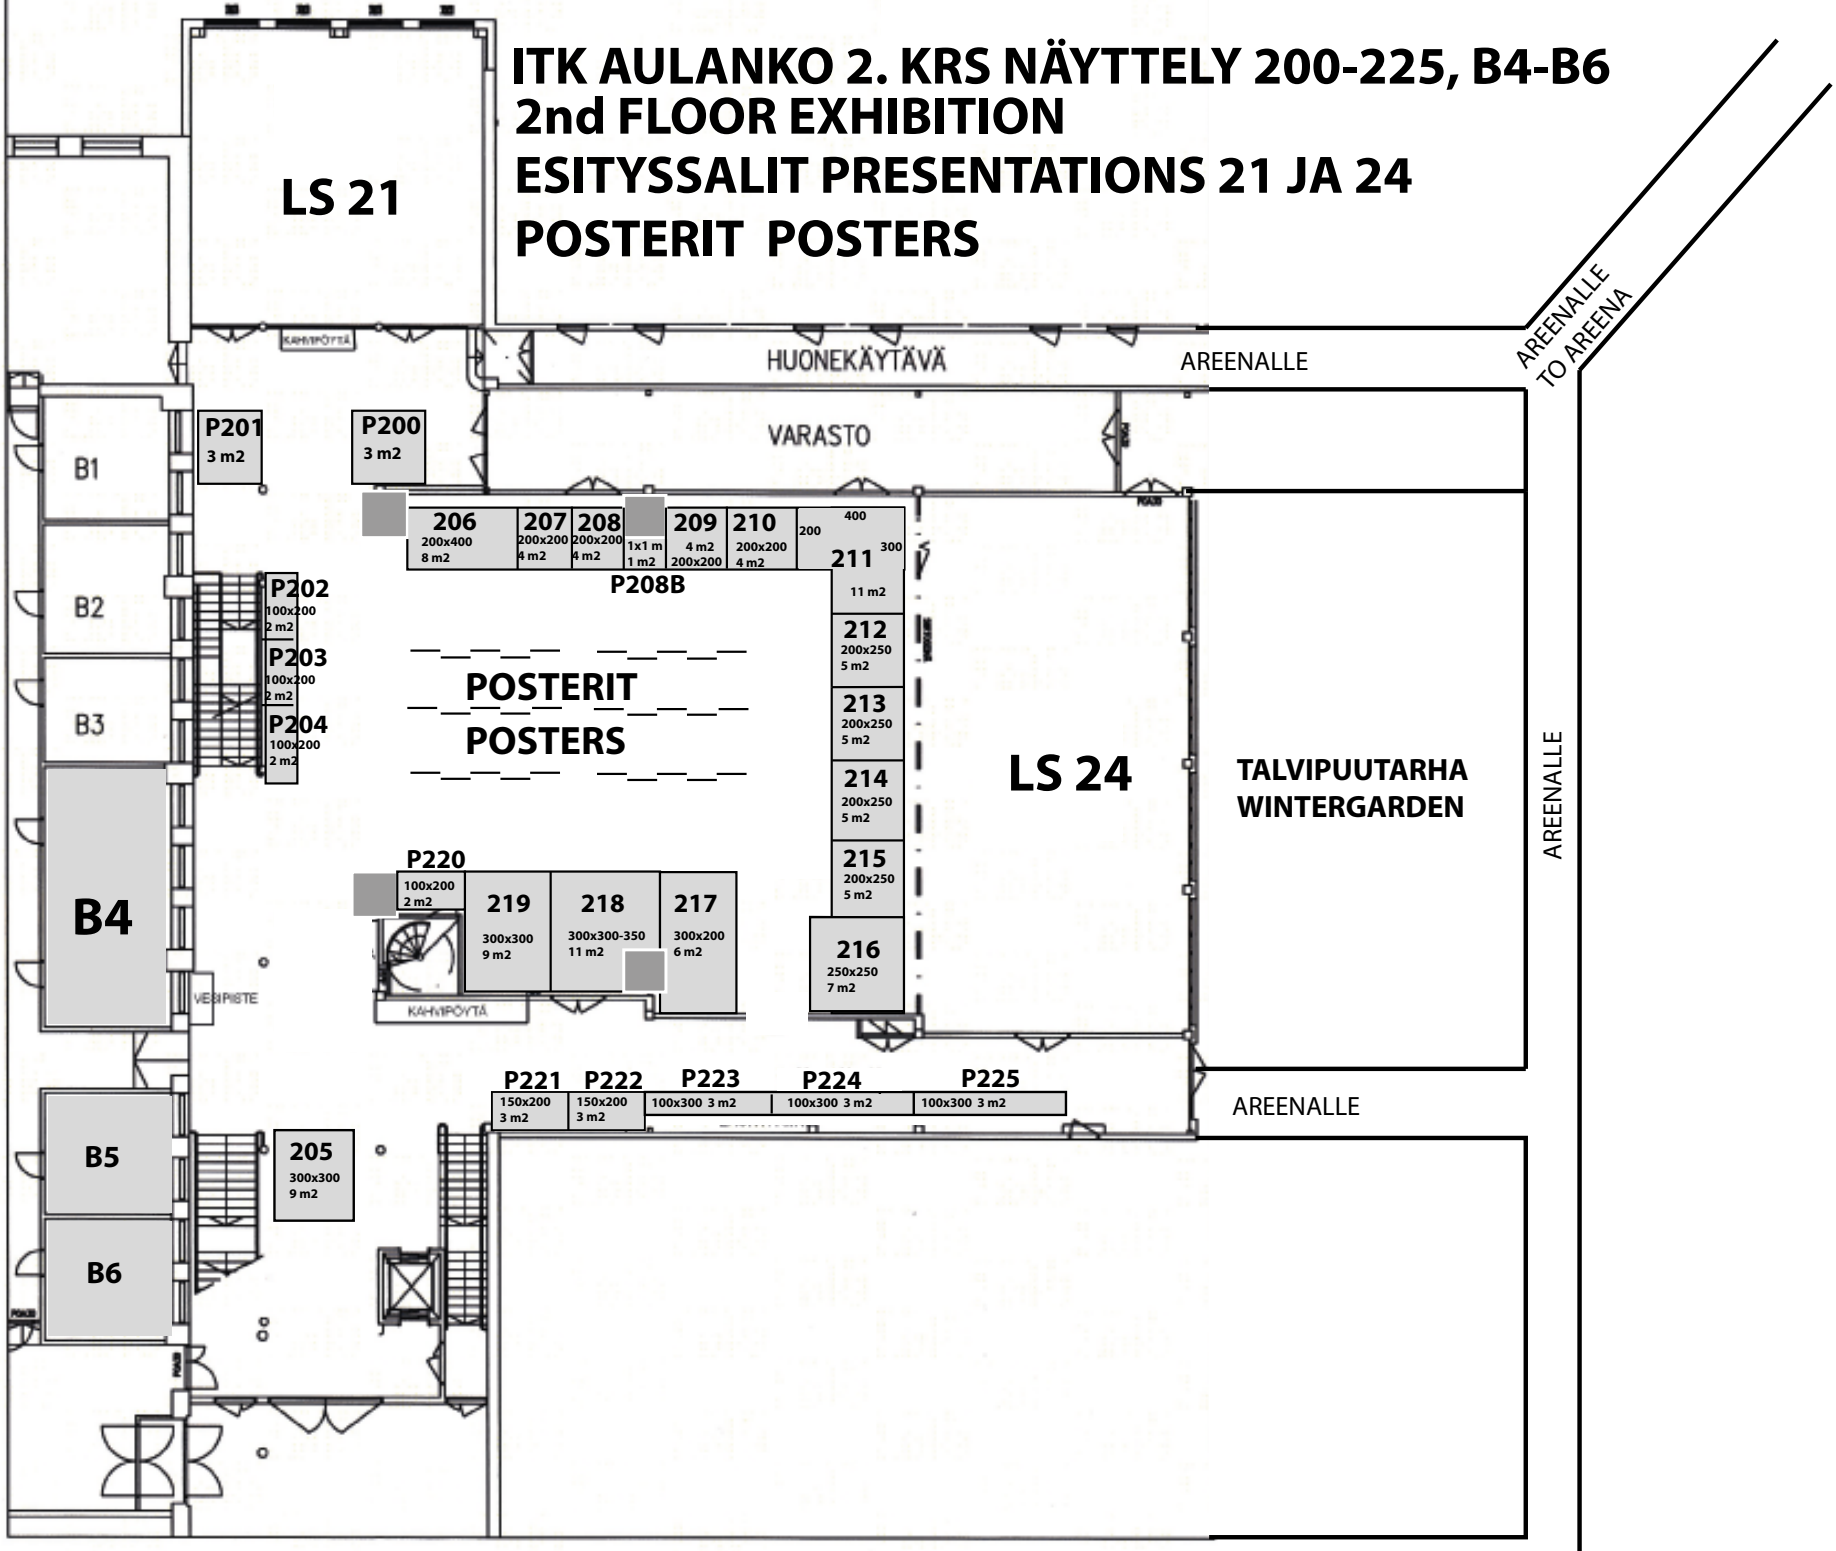 ITK AULANKO 2. KRS NÄYTTELY 200-225, B4-B6
2nd FLOOR EXHIBITION
ESITYSSALIT PRESENTATIONS 21 JA 24
POSTERIT POSTERS
LS 21
KAHVIPÖYTÄ
HUONEKÄYTÄVÄ
AREENALLE
AREENALLE
TO AREENA
VARASTO
P201
3 m2
P200
3 m2
B1
B2
B3
B4
B5
B6
206
200x400
8 m2
207
200x200
4 m2
208
200x200
4 m2
1x1 m
1 m2
P208B
209
4 m2
200x200
210
200x200
4 m2
400
200
300
211
11 m2
212
200x250
5 m2
213
200x250
5 m2
214
200x250
5 m2
215
200x250
5 m2
216
250x250
7 m2
P202
100x200
2 m2
P203
100x200
2 m2
P204
100x200
2 m2
POSTERIT
POSTERS
LS 24
TALVIPUUTARHA
WINTERGARDEN
AREENALLE
P220
100x200
2 m2
219
300x300
9 m2
218
300x300-350
11 m2
217
300x200
6 m2
VESIPISTE
KAHVIPÖYTÄ
P221
150x200
3 m2
P222
150x200
3 m2
P223
100x300 3 m2
P224
100x300 3 m2
P225
100x300 3 m2
AREENALLE
205
300x300
9 m2